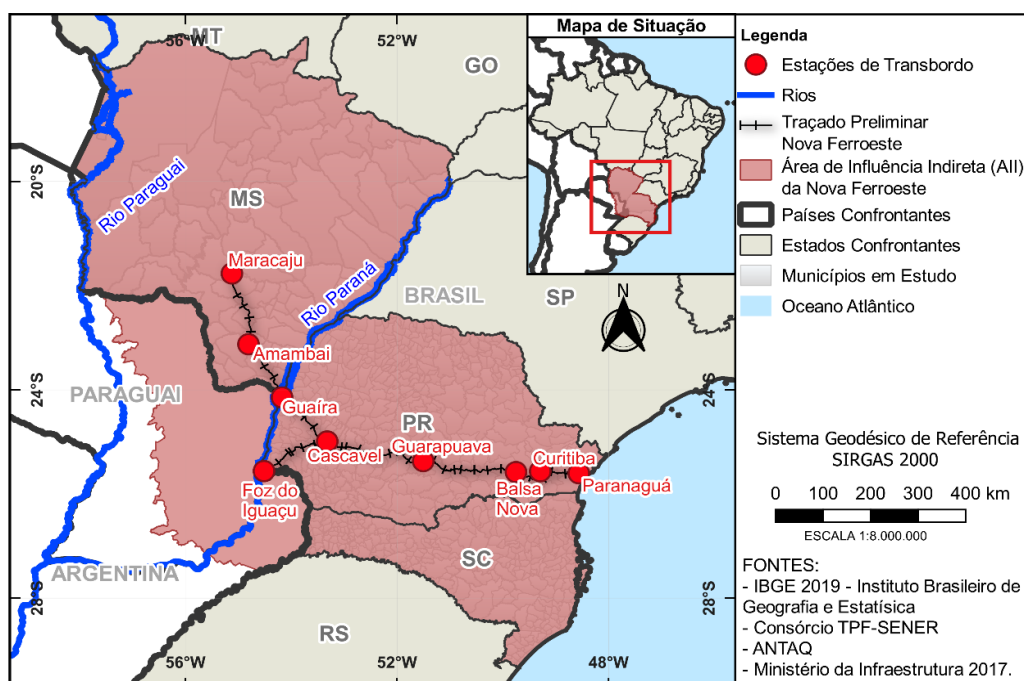 MT
56°W
52°W
GO
20°S
Rio Paraguai
MS
Maracaju
Rio Paraná
BRASIL
SP
N
Amambai
24°S
24°S
PARAGUAI
Guaíra
PR
Cascavel
Guarapuava
Curitiba
Foz do
Iguaçu
Balsa
Nova
Paranaguá
SC
ARGENTINA
28°S
28°S
RS
56°W
52°W
48°W
Mapa de Situação
Legenda
Estações de Transbordo
Rios
Traçado Preliminar
Nova Ferroeste
Área de Influência Indireta (AII)
da Nova Ferroeste
Países Confrontantes
Estados Confrontantes
Municípios em Estudo
Oceano Atlântico
Sistema Geodésico de Referência
SIRGAS 2000
0 100 200 300 400 km
ESCALA 1:8.000.000
FONTES:
- IBGE 2019 - Instituto Brasileiro de
Geografia e Estatísica
- Consórcio TPF-SENER
- ANTAQ
- Ministério da Infraestrutura 2017.